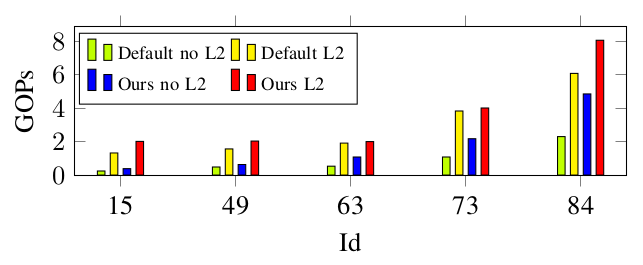 8
6
4
2
0
GOPs
Default no L2 Default L2
Ours no L2 Ours L2
15 49 63 73 84
Id